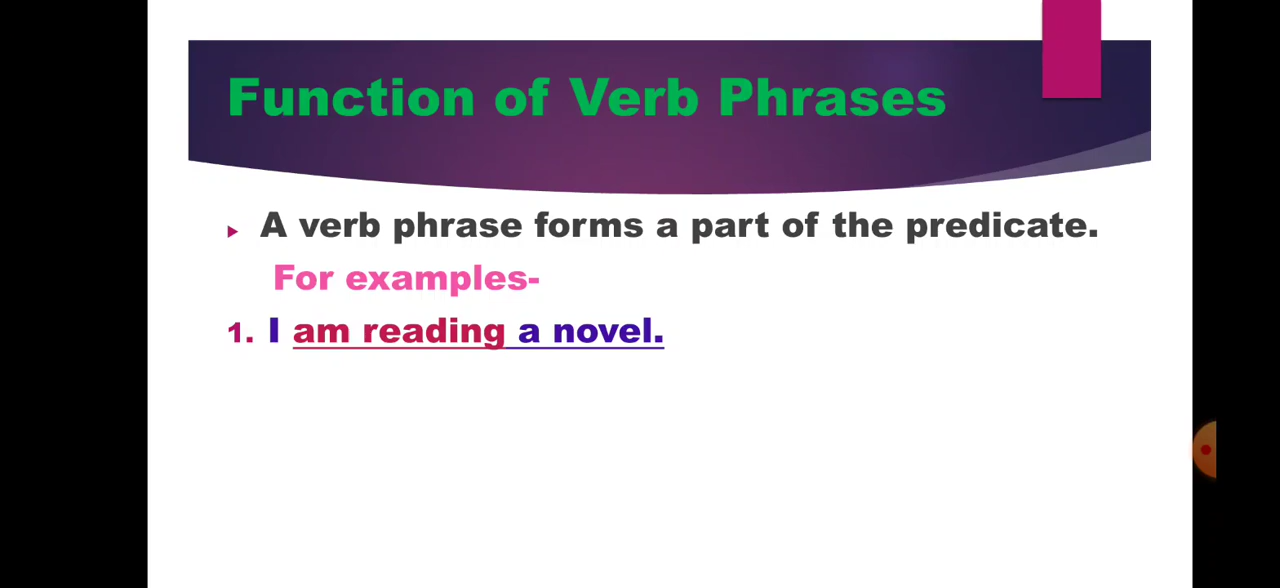 Function of Verb Phrases
A verb phrase forms a part of the predicate.
For examples-
1. I am reading a novel.